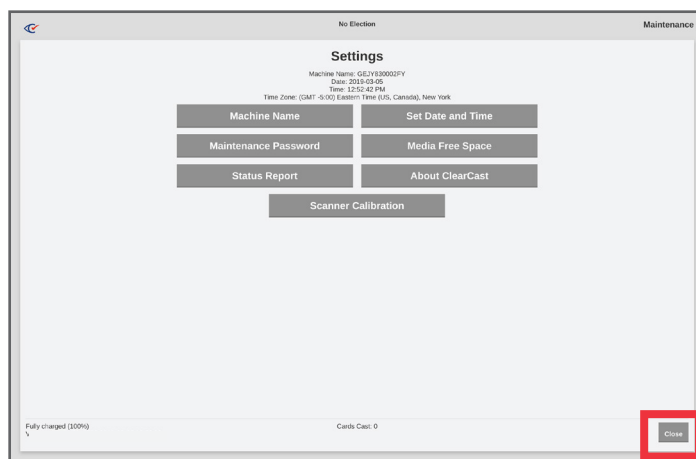 No Election
Maintenance
Settings
Machine Name: GEJY830002FY
Date: 2019-03-05
Time: 12:52:42 PM
Time Zone: (GMT -5:00) Eastern Time (US, Canada), New York
Machine Name
Set Date and Time
Maintenance Password
Media Free Space
Status Report
About ClearCast
Scanner Calibration
Fully charged (100%)
Cards Cast: 0
Close